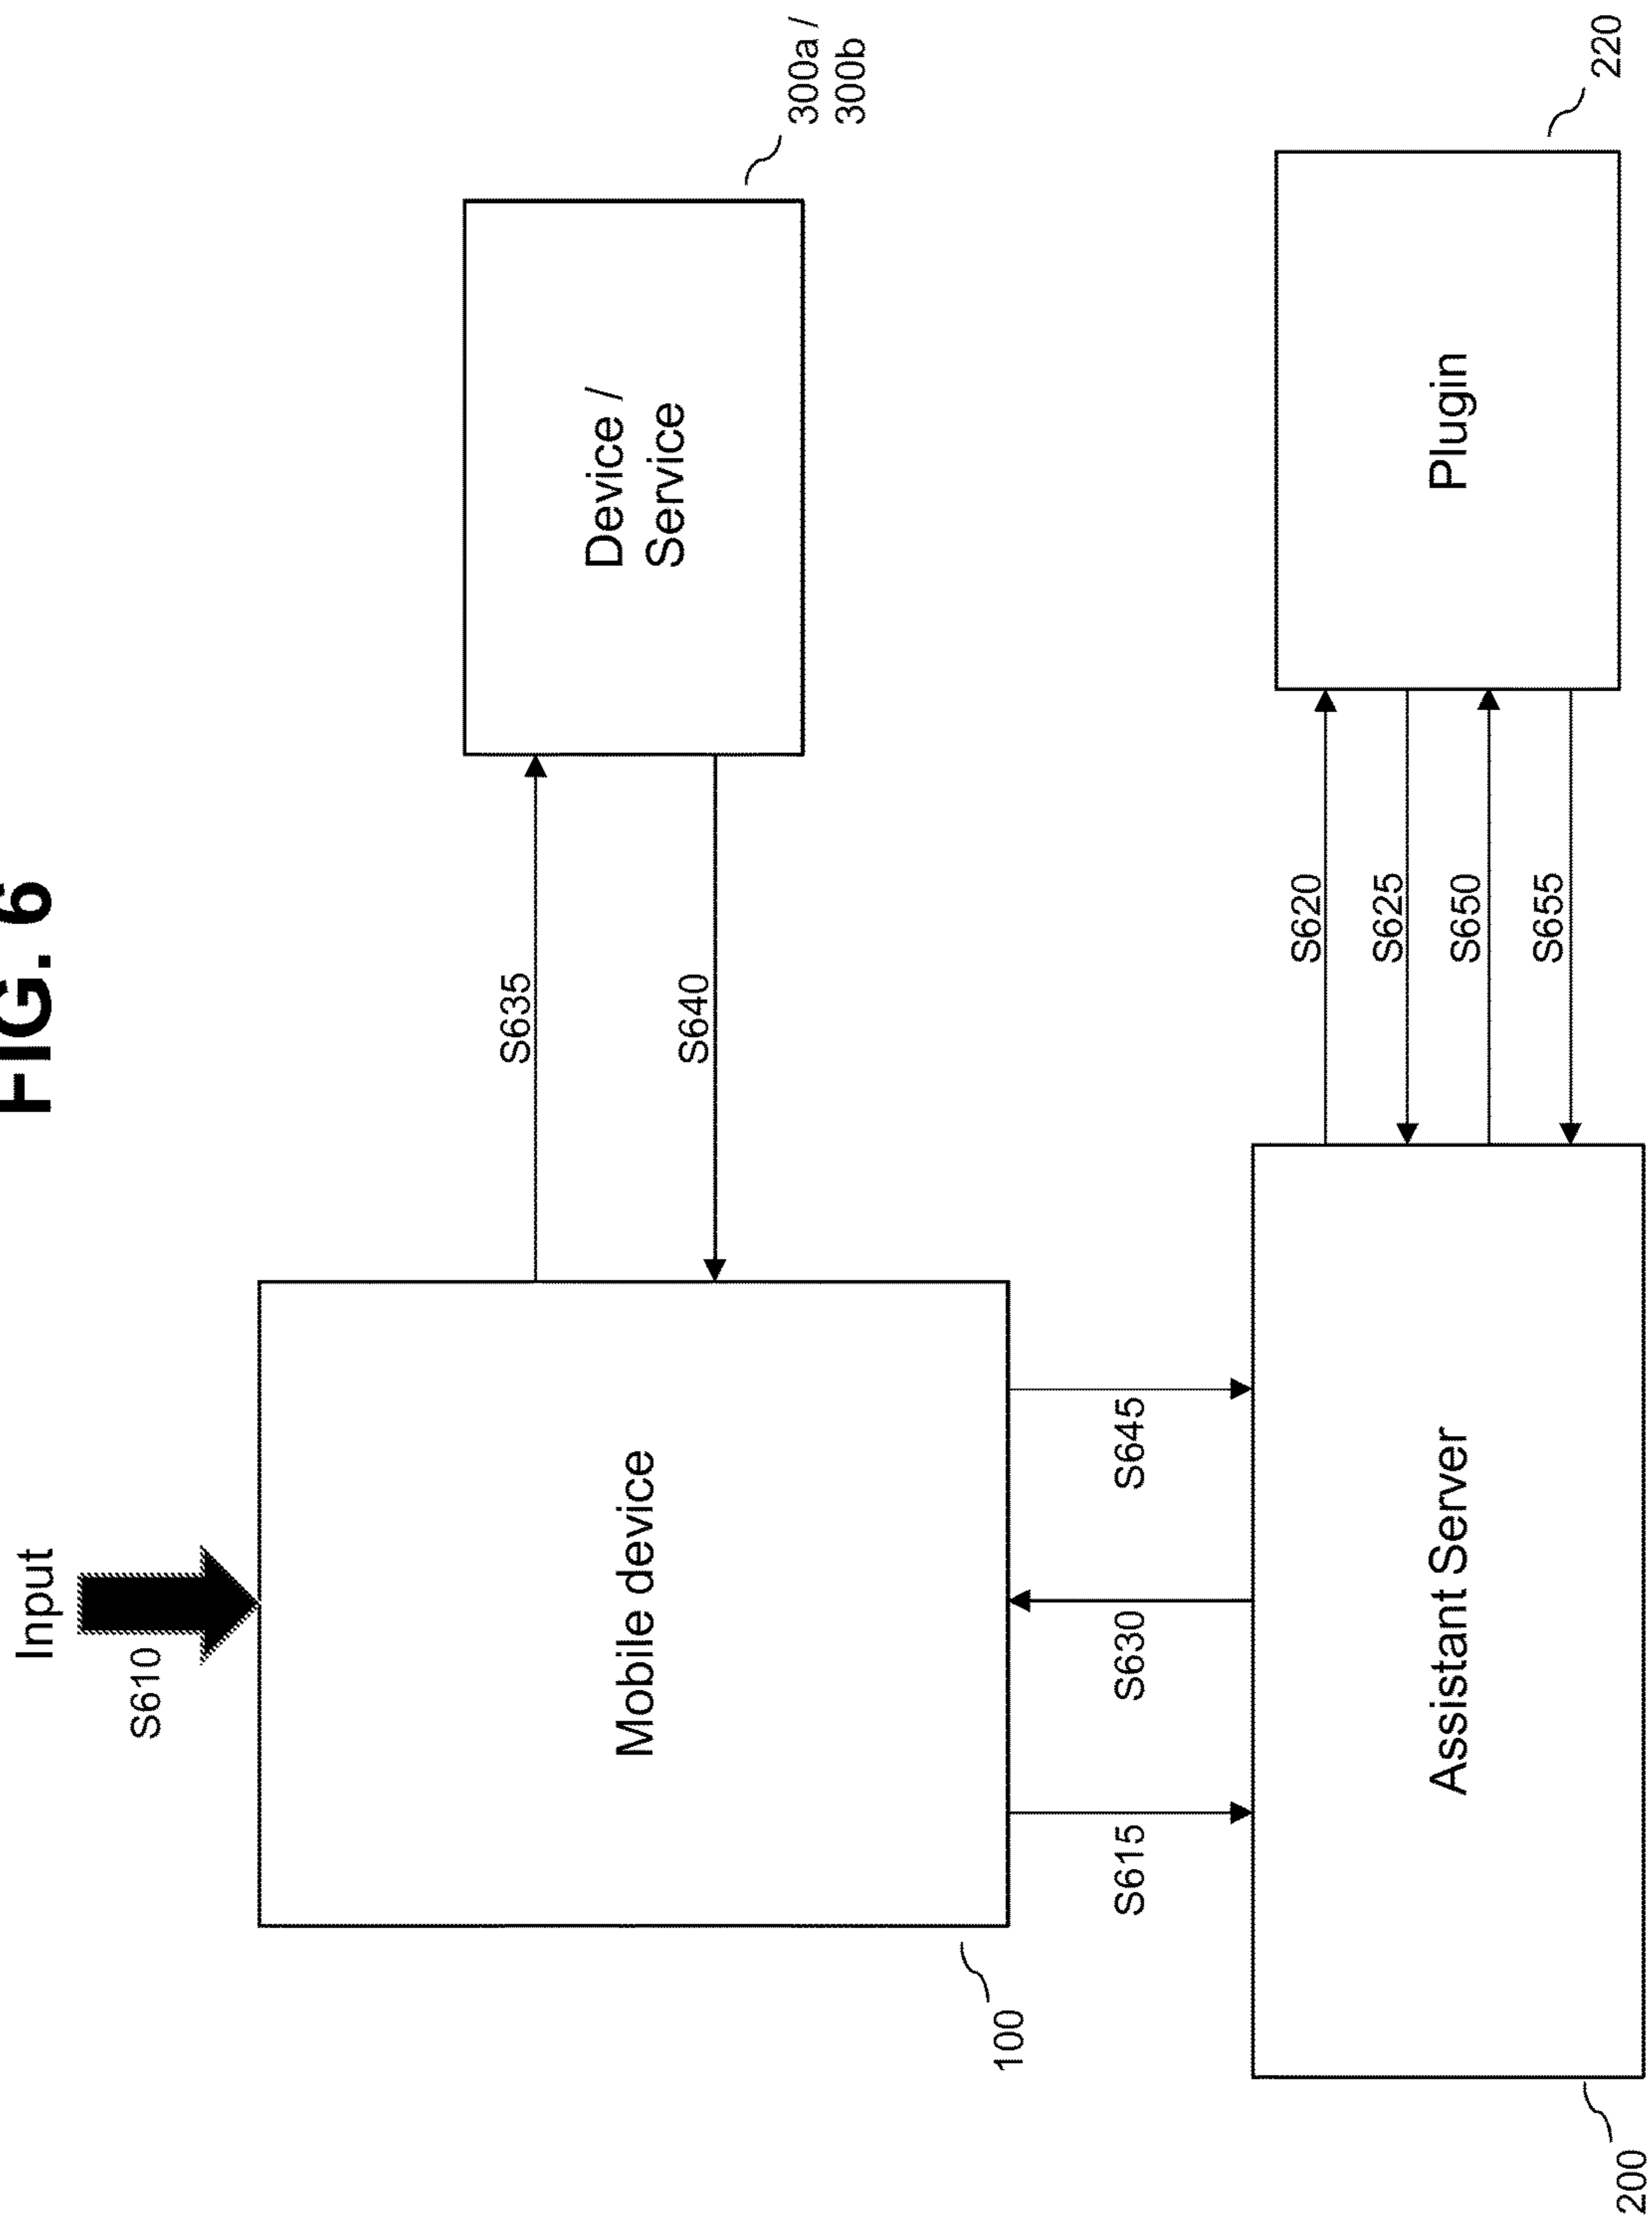 FIG. 6
Input
S610
Mobile device
100
S635
S640
Device /
Service
300a /
300b
S615
S630
S645
Assistant Server
200
S620
S625
S650
S655
Plugin
220